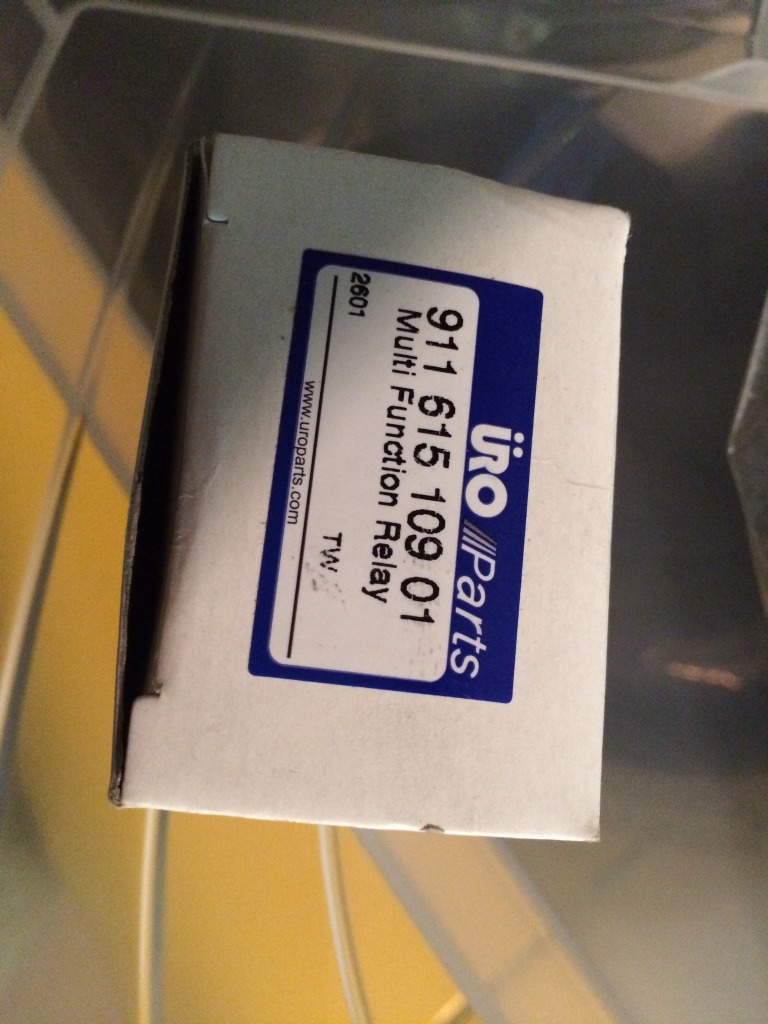 ÜRO Parts
911 615 109 01
Multi Function Relay
2601 TW
www.uroparts.com